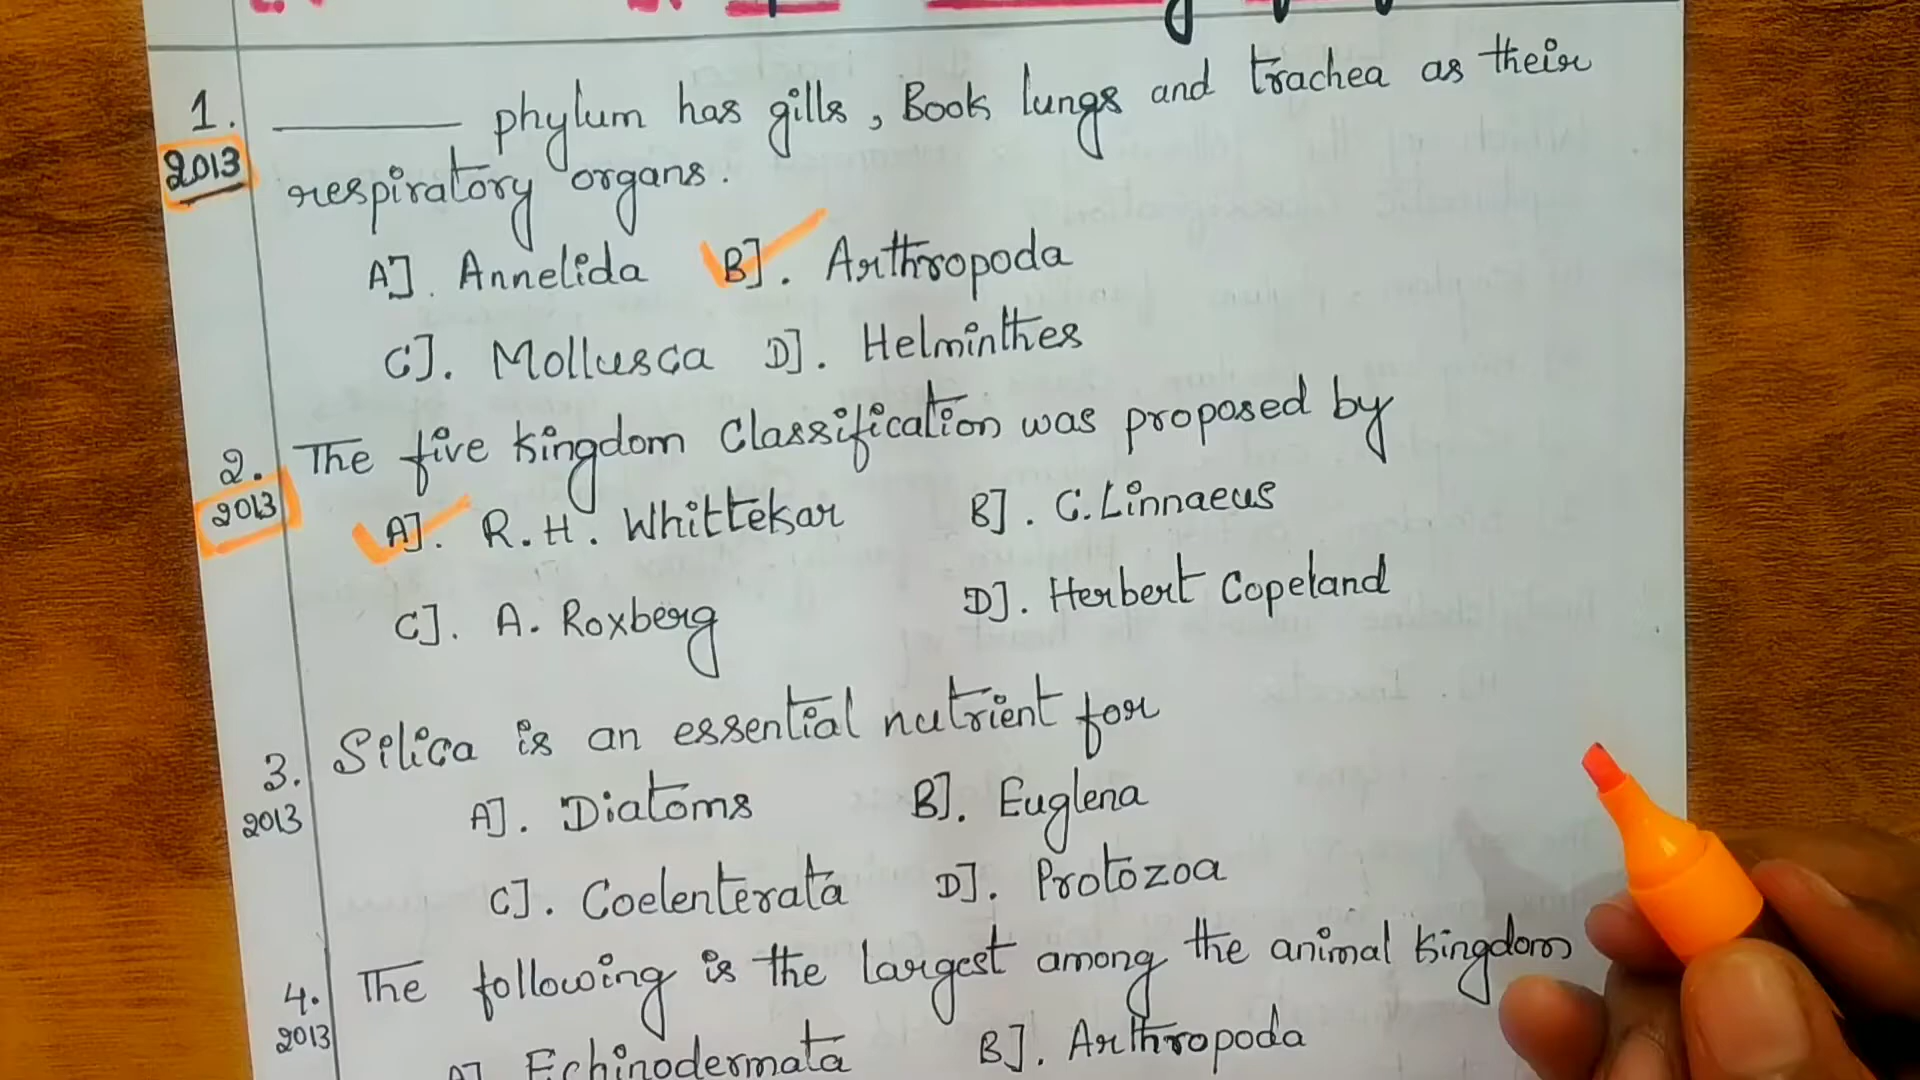 1. ______ phylum has gills, Book lungs and trachea as their
2013 respiratory organs.
A]. Annelida B]. Arthropoda
C]. Mollusca D]. Helminthes
2. The five kingdom Classification was proposed by
2013
A]. R.H. Whittekar B]. C.Linnaeus
C]. A. Roxberg D]. Herbert Copeland
3. Silica is an essential nutrient for
2013 A]. Diatoms B]. Euglena
C]. Coelenterata D]. Protozoa
4. The following is the largest among the animal kingdom
2013
A] Echinodermata B]. Arthropoda